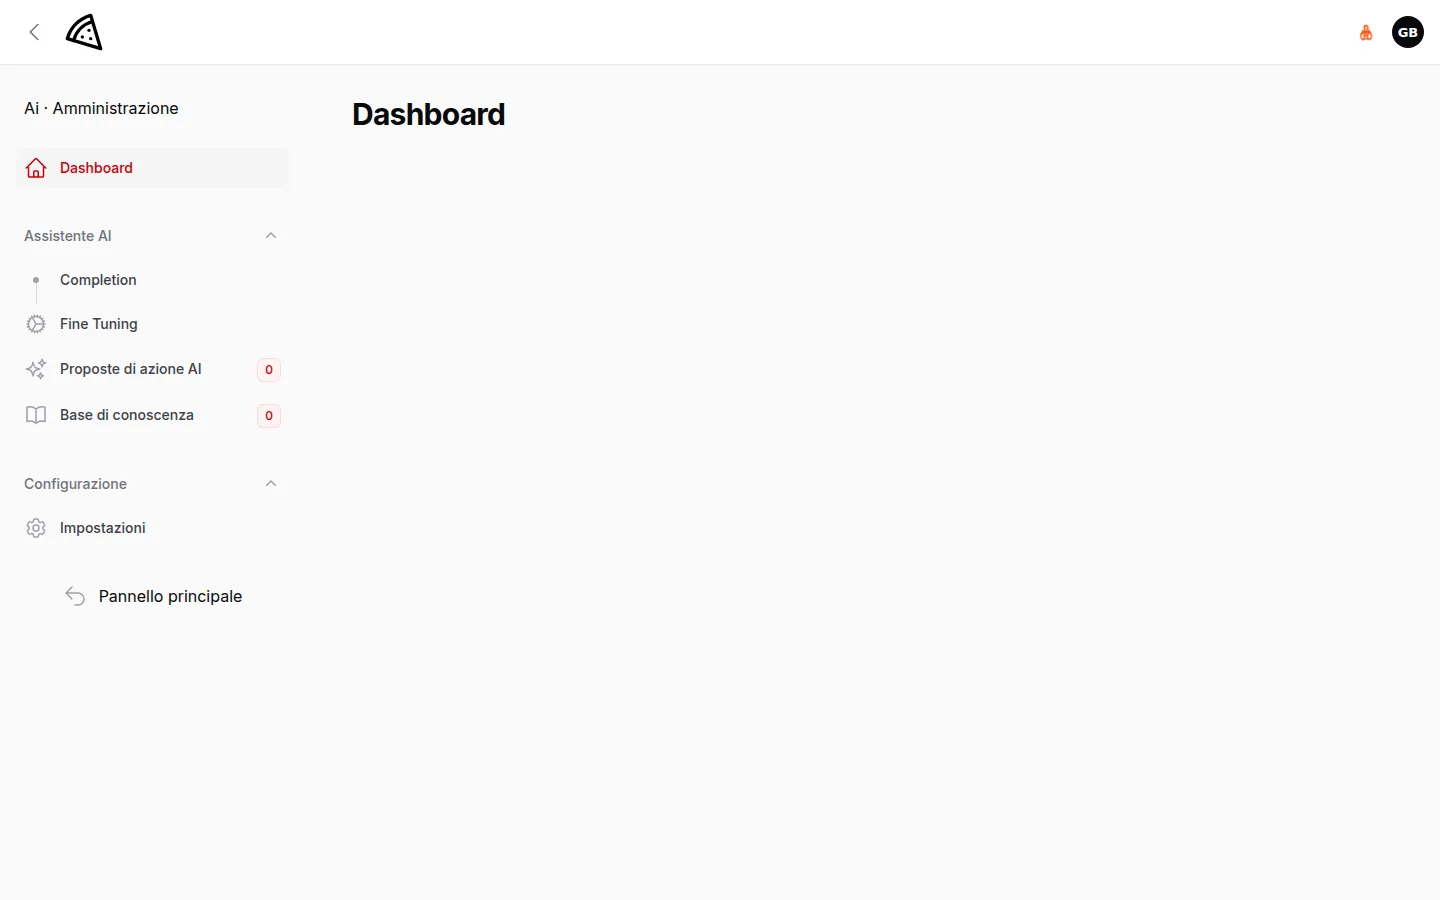 GB
Ai · Amministrazione
Dashboard
Dashboard
Assistente AI
Completion
Fine Tuning
Proposte di azione AI 0
Base di conoscenza 0
Configurazione
Impostazioni
Pannello principale